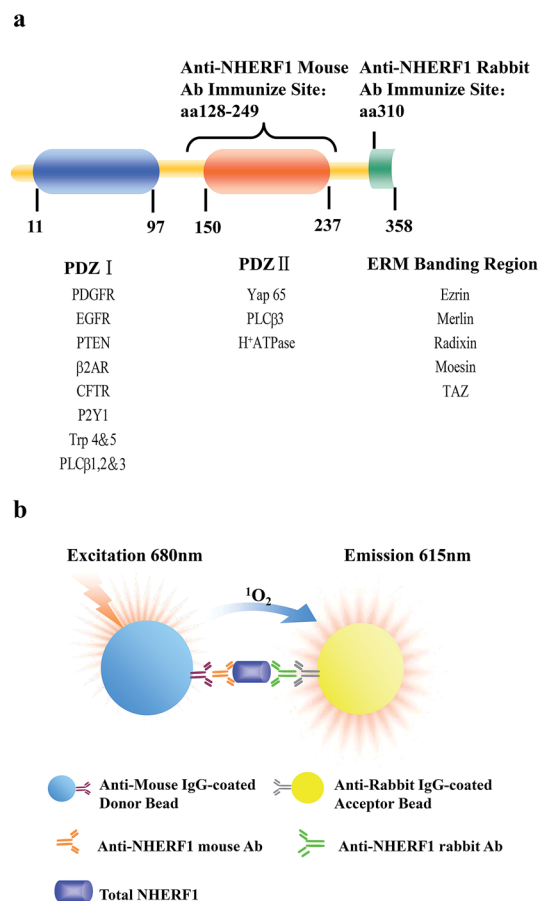 a
Anti-NHERF1 Mouse
Ab Immunize Site:
aa128-249
Anti-NHERF1 Rabbit
Ab Immunize Site:
aa310
11
97
150
237
358
PDZ I
PDGFR
EGFR
PTEN
β2AR
CFTR
P2Y1
Trp 4&5
PLCβ1,2&3
PDZ II
Yap 65
PLCβ3
H⁺ATPase
ERM Banding Region
Ezrin
Merlin
Radixin
Moesin
TAZ
b
Excitation 680nm
Emission 615nm
¹O₂
Anti-Mouse IgG-coated
Donor Bead
Anti-Rabbit IgG-coated
Acceptor Bead
Anti-NHERF1 mouse Ab
Anti-NHERF1 rabbit Ab
Total NHERF1